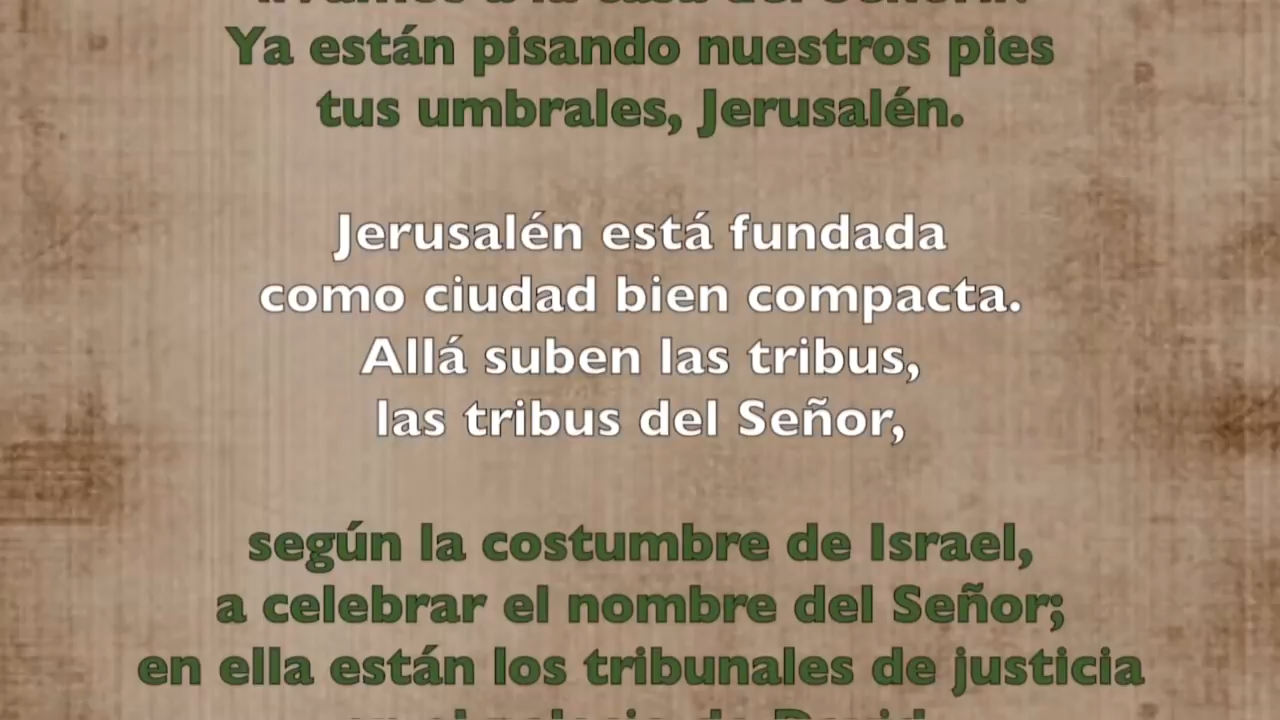 Ya están pisando nuestros pies
tus umbrales, Jerusalén.
Jerusalén está fundada
como ciudad bien compacta.
Allá suben las tribus,
las tribus del Señor,
según la costumbre de Israel,
a celebrar el nombre del Señor;
en ella están los tribunales de justicia